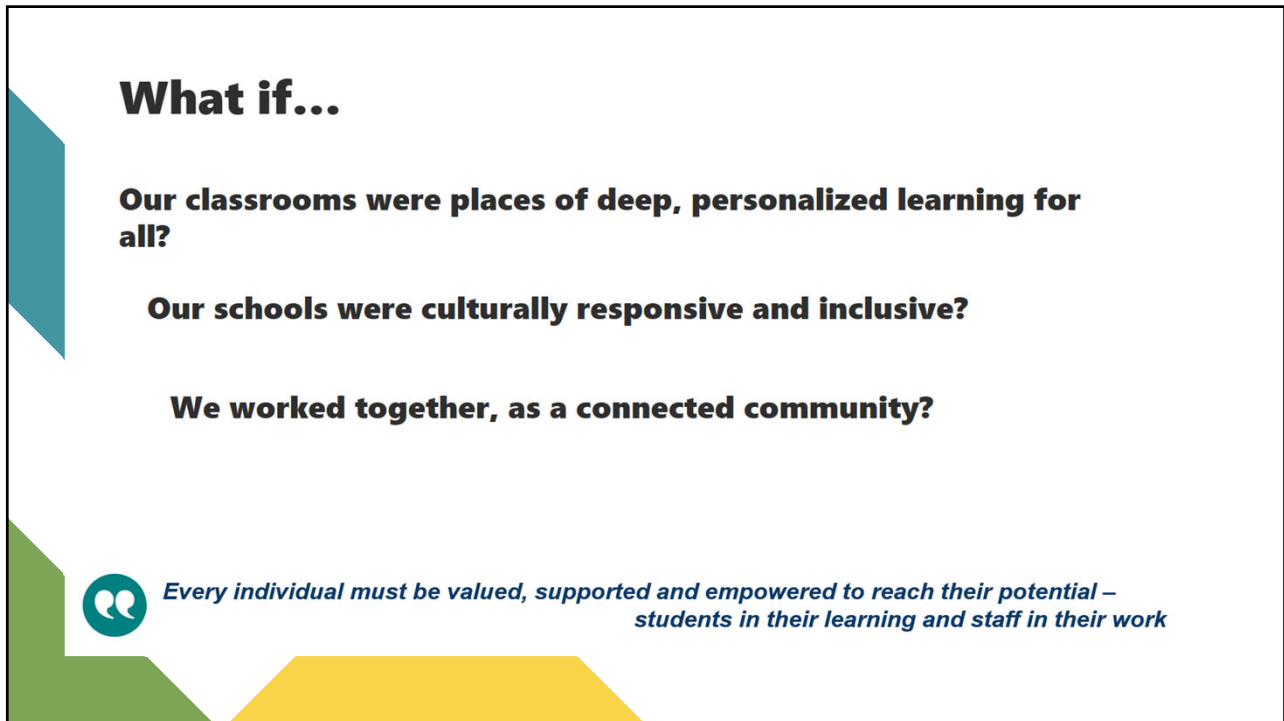 What if...
Our classrooms were places of deep, personalized learning for
all?
Our schools were culturally responsive and inclusive?
We worked together, as a connected community?
Every individual must be valued, supported and empowered to reach their potential –
students in their learning and staff in their work